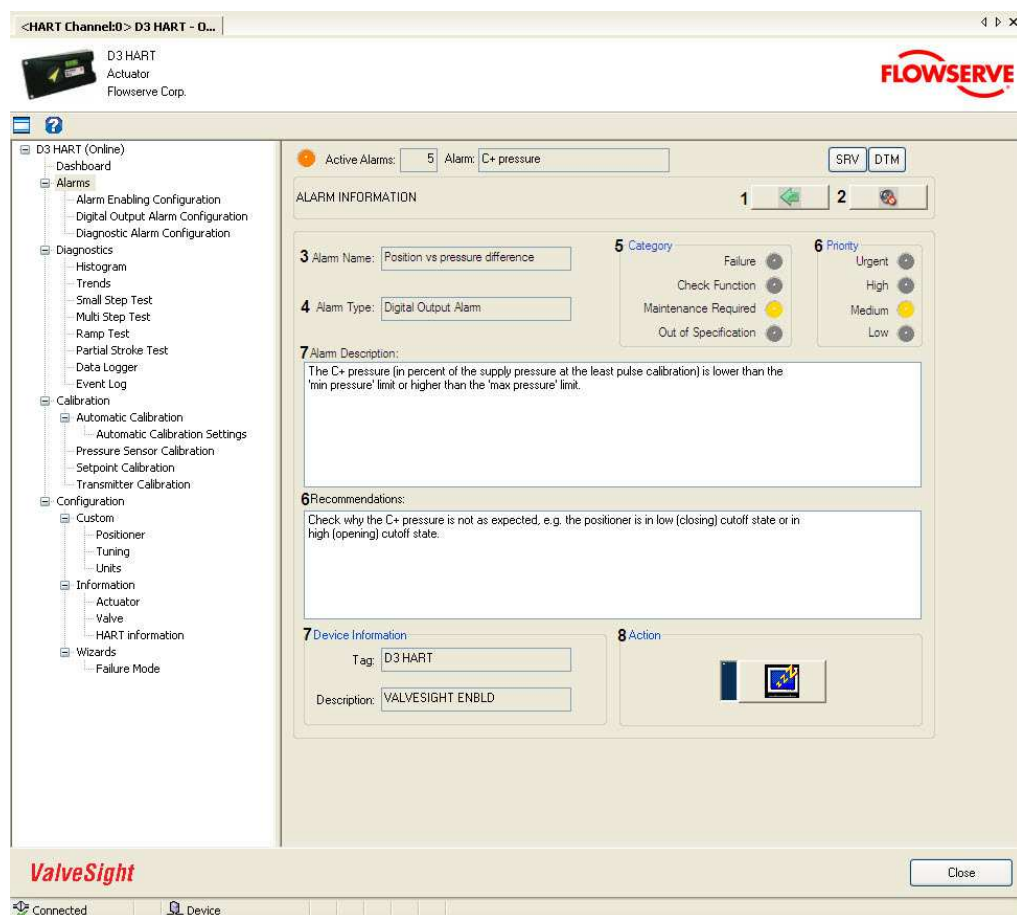 <HART Channel:0> D3 HART - O...
D3 HART
Actuator
Flowserve Corp.
FLOWSERVE
D3 HART (Online)
Dashboard
Alarms
Alarm Enabling Configuration
Digital Output Alarm Configuration
Diagnostic Alarm Configuration
Diagnostics
Histogram
Trends
Small Step Test
Multi Step Test
Ramp Test
Partial Stroke Test
Data Logger
Event Log
Calibration
Automatic Calibration
Automatic Calibration Settings
Pressure Sensor Calibration
Setpoint Calibration
Transmitter Calibration
Configuration
Custom
Positioner
Tuning
Units
Information
Actuator
Valve
HART information
Wizards
Failure Mode
Active Alarms: 5 Alarm: C+ pressure SRV DTM
ALARM INFORMATION 1 2
3 Alarm Name: Position vs pressure difference
4 Alarm Type: Digital Output Alarm
5 Category
Failure
Check Function
Maintenance Required
Out of Specification
6 Priority
Urgent
High
Medium
Low
7 Alarm Description:
The C+ pressure (in percent of the supply pressure at the least pulse calibration) is lower than the
'min pressure' limit or higher than the 'max pressure' limit.
6 Recommendations:
Check why the C+ pressure is not as expected, e.g. the positioner is in low (closing) cutoff state or in
high (opening) cutoff state.
7 Device Information
Tag: D3 HART
Description: VALVESIGHT ENBLD
8 Action
ValveSight
Close
Connected Device